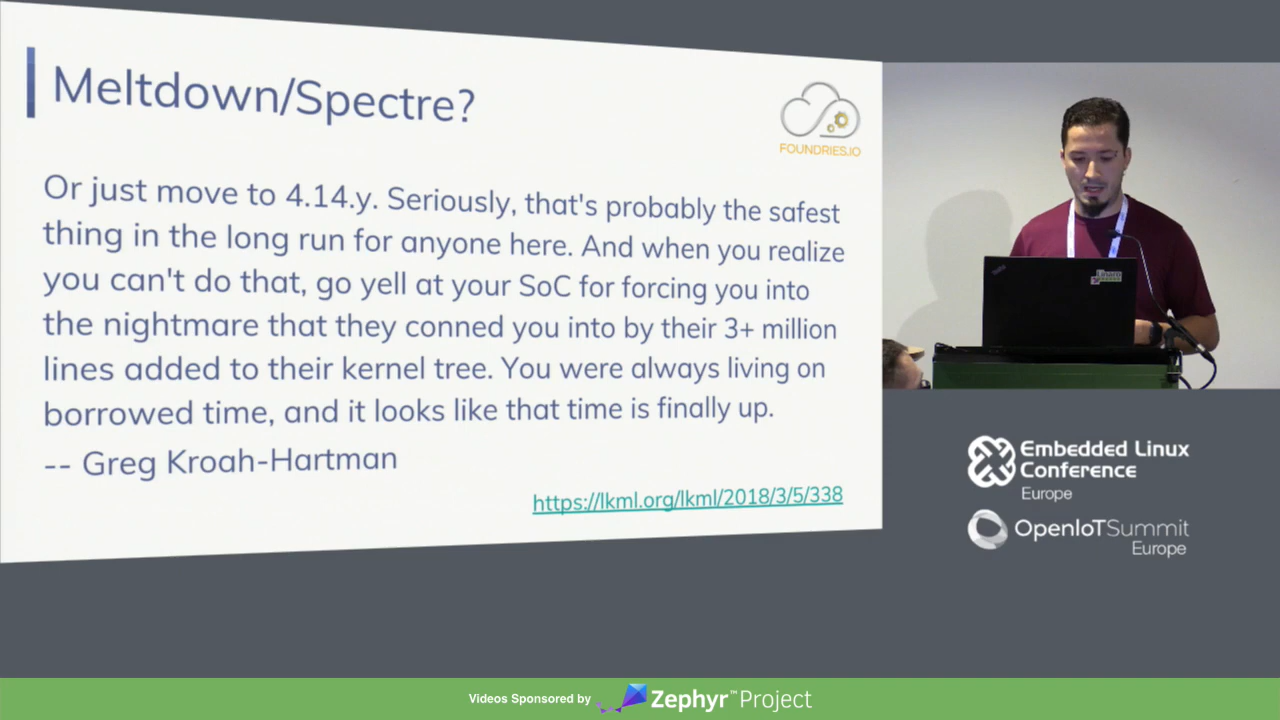 Meltdown/Spectre?
FOUNDRIES.IO
Or just move to 4.14.y. Seriously, that's probably the safest
thing in the long run for anyone here. And when you realize
you can't do that, go yell at your SoC for forcing you into
the nightmare that they conned you into by their 3+ million
lines added to their kernel tree. You were always living on
borrowed time, and it looks like that time is finally up.
-- Greg Kroah-Hartman
https://lkml.org/lkml/2018/3/5/338
Embedded Linux
Conference
Europe
OpenIoTSummit
Europe
Videos Sponsored by
Zephyr™Project